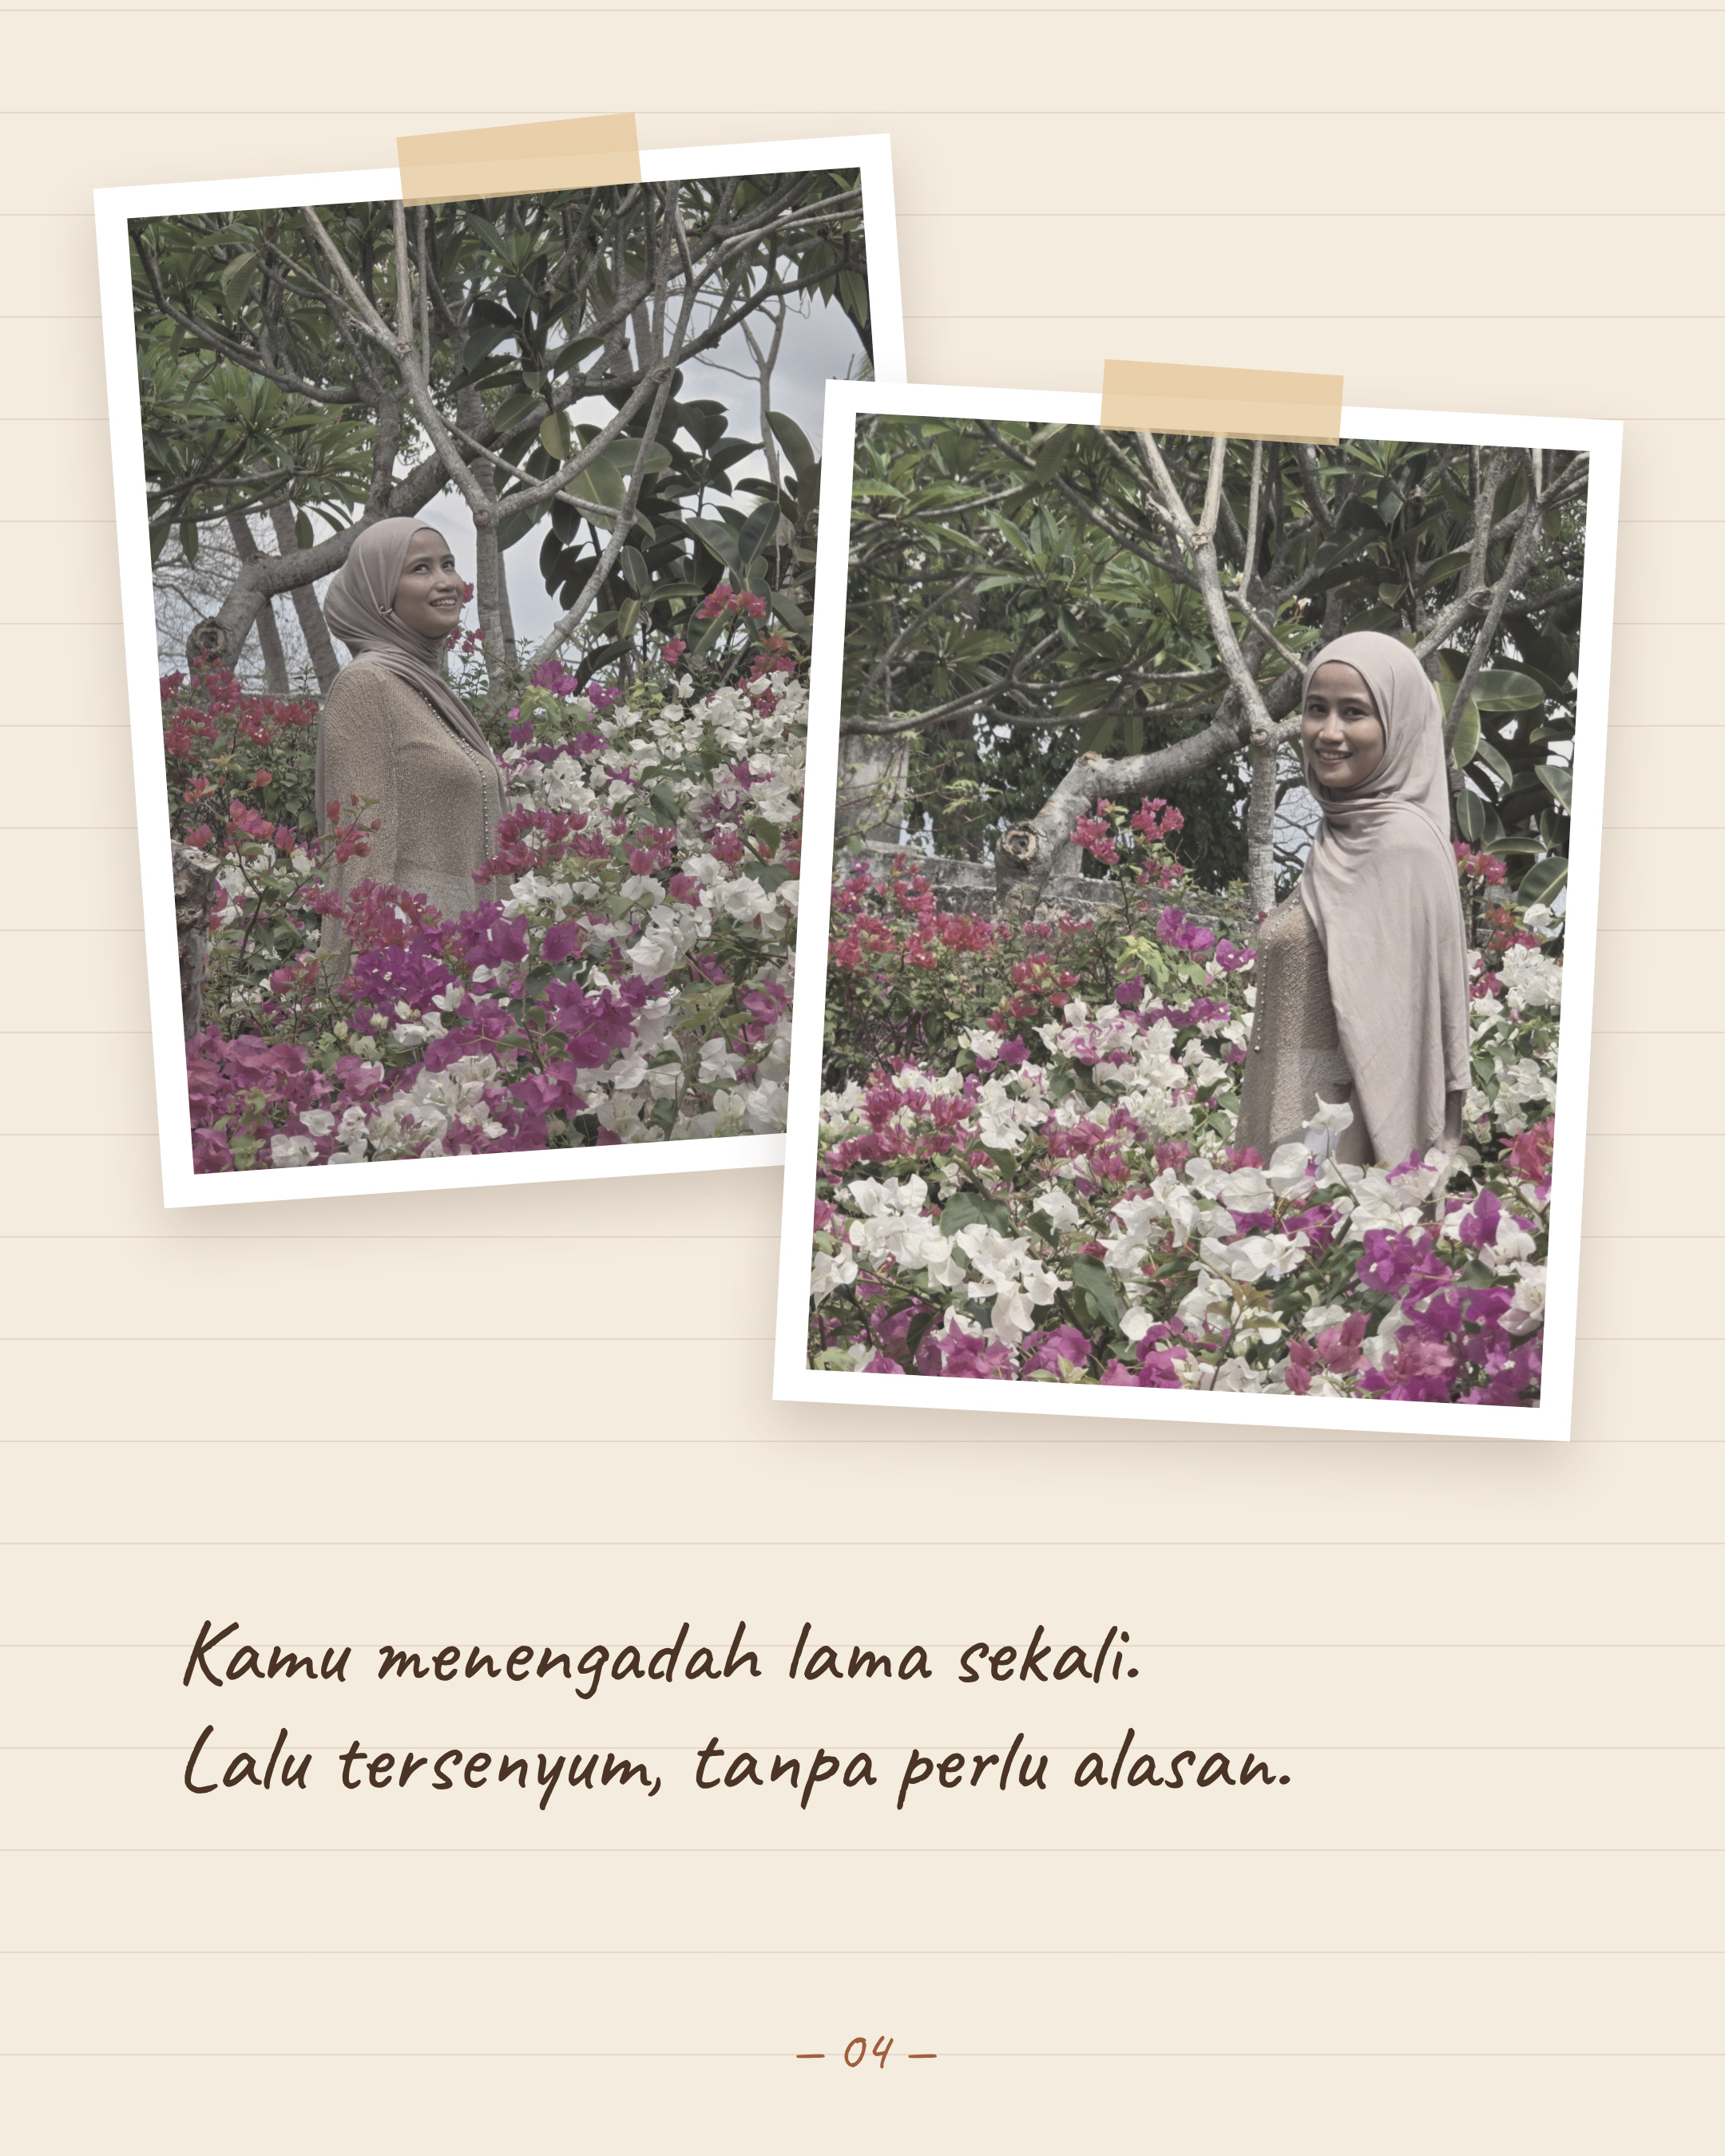 Kamu menengadah lama sekali.
Lalu tersenyum, tanpa perlu alasan.
— 04 —